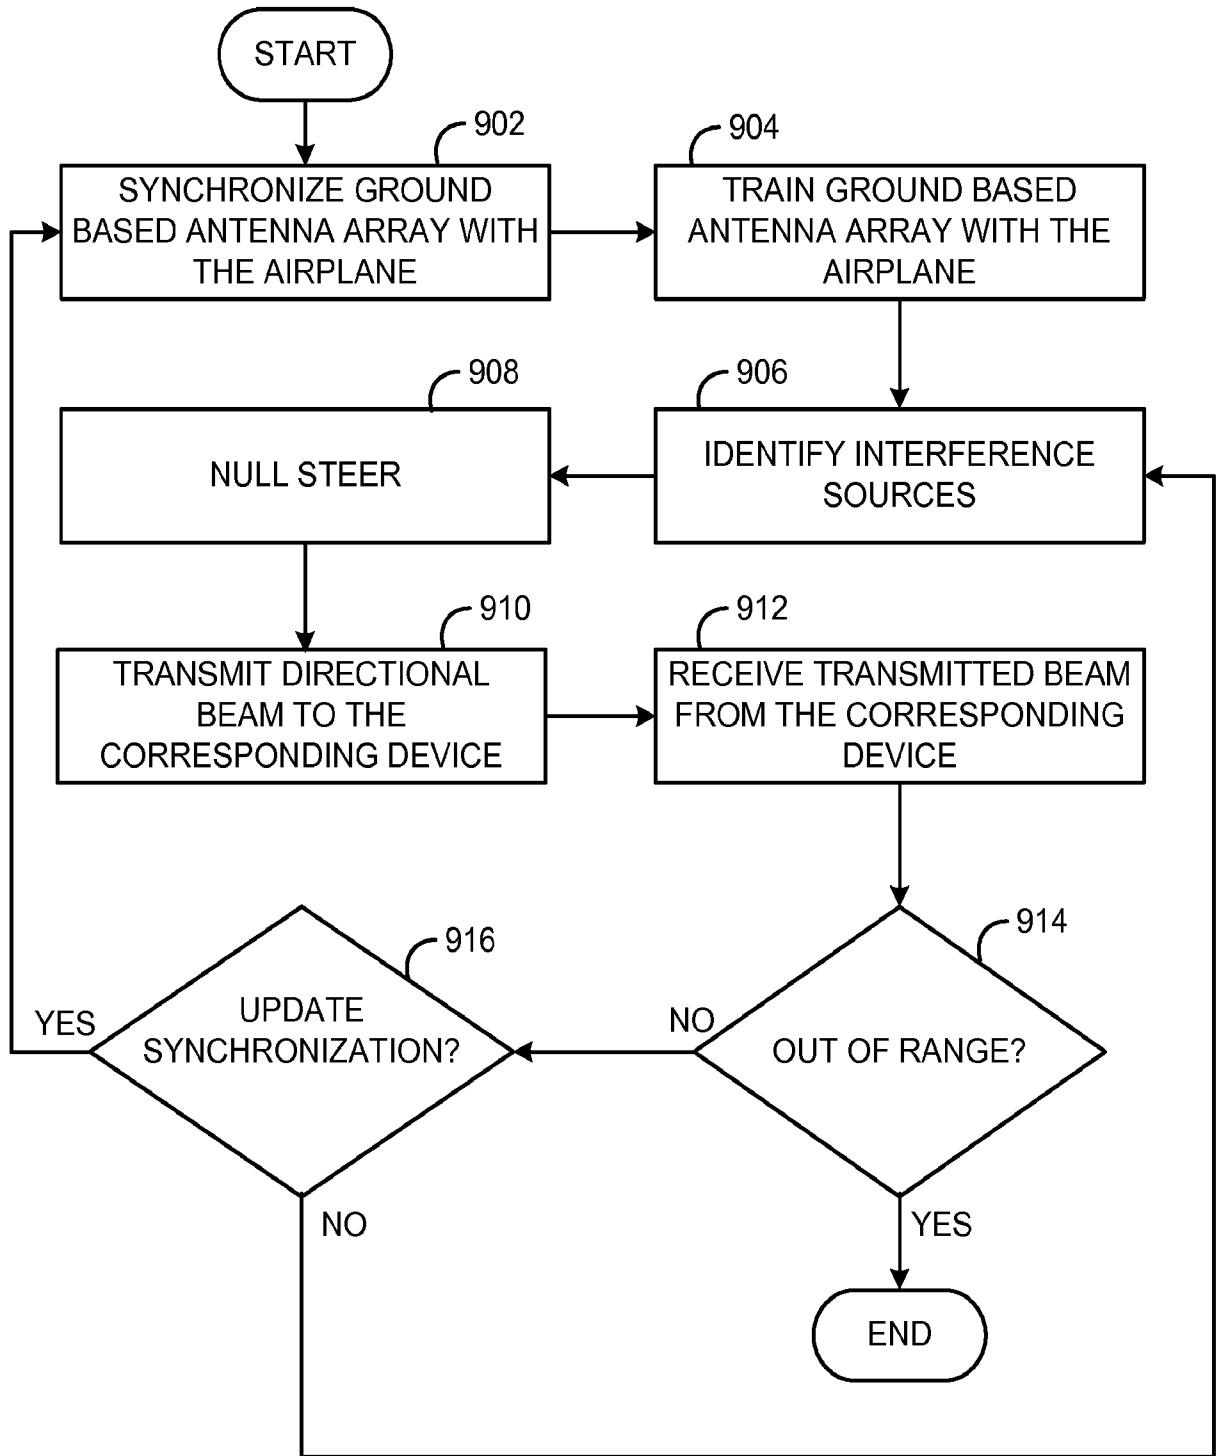 START
902
SYNCHRONIZE GROUND
BASED ANTENNA ARRAY WITH
THE AIRPLANE
904
TRAIN GROUND BASED
ANTENNA ARRAY WITH THE
AIRPLANE
906
IDENTIFY INTERFERENCE
SOURCES
908
NULL STEER
910
TRANSMIT DIRECTIONAL
BEAM TO THE
CORRESPONDING DEVICE
912
RECEIVE TRANSMITTED BEAM
FROM THE CORRESPONDING
DEVICE
914
OUT OF RANGE?
NO
YES
916
UPDATE
SYNCHRONIZATION?
YES
NO
END